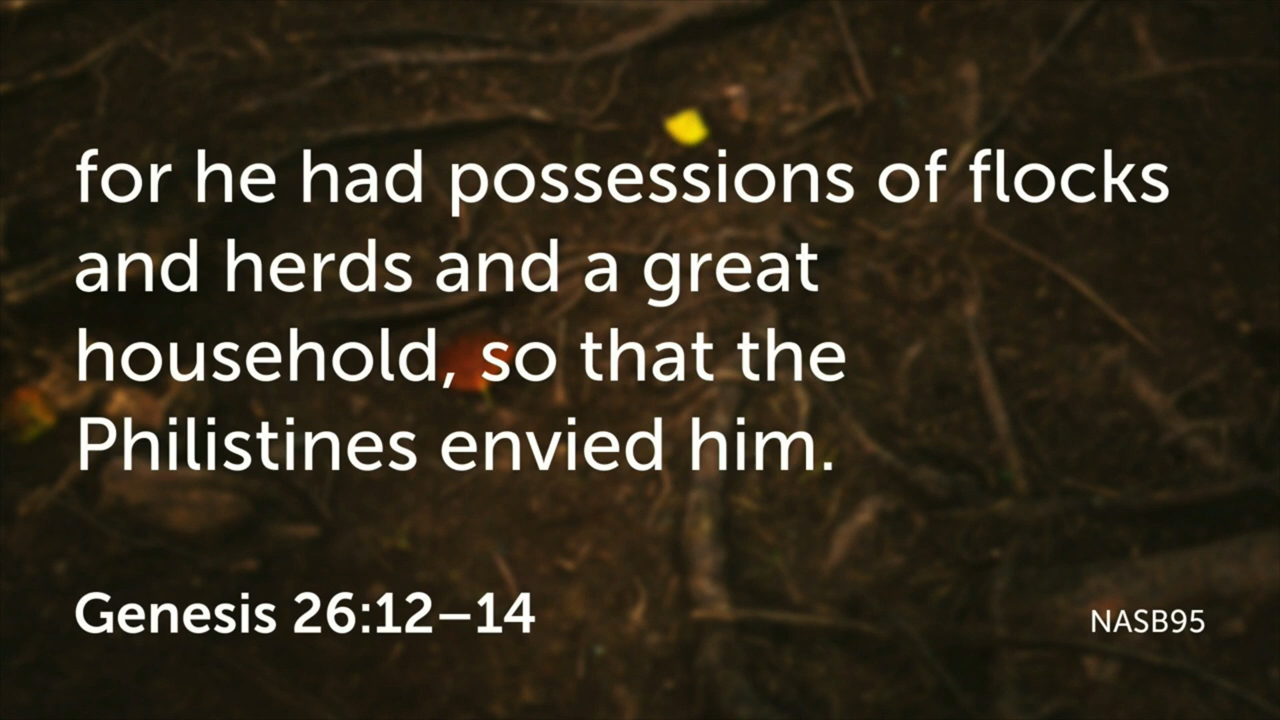 for he had possessions of flocks
and herds and a great
household, so that the
Philistines envied him.
Genesis 26:12–14
NASB95